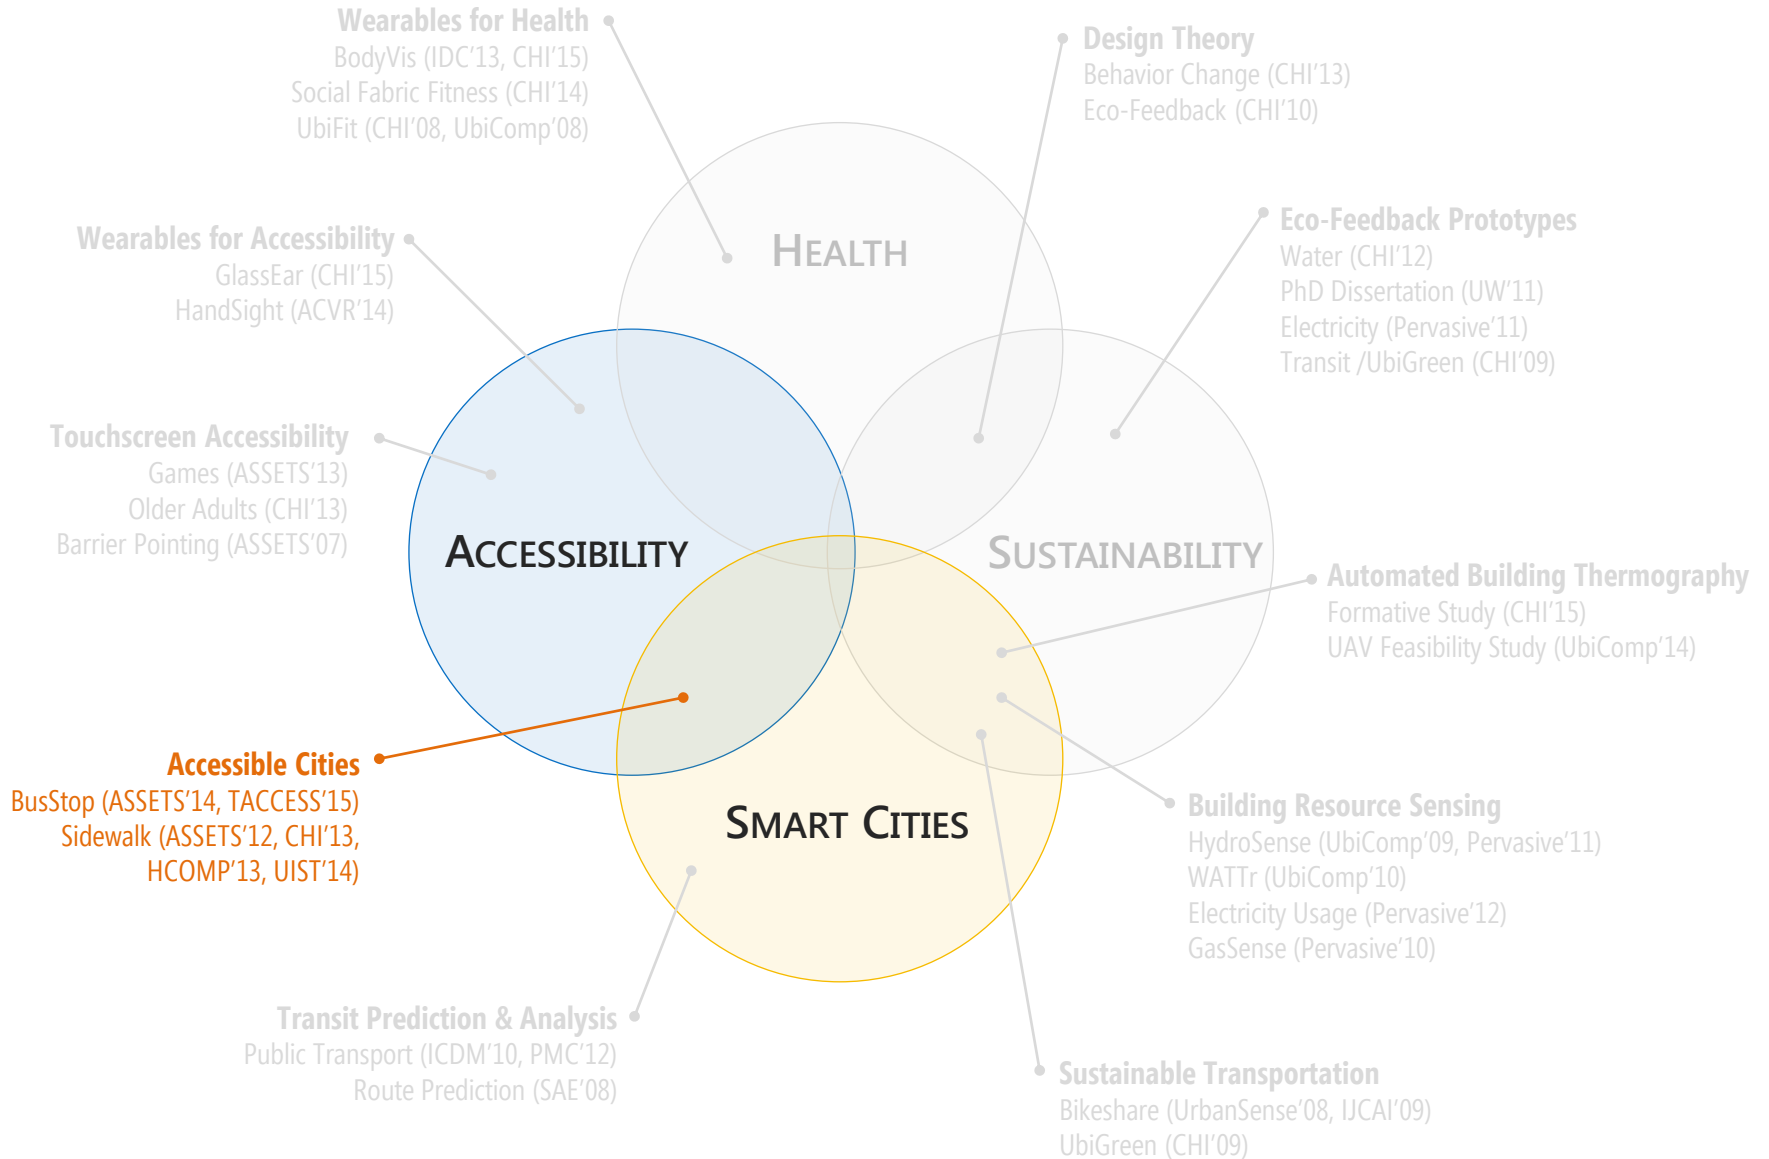 Wearables for Health
BodyVis (IDC’13, CHI’15)
Social Fabric Fitness (CHI’14)
UbiFit (CHI’08, UbiComp’08)
Design Theory
Behavior Change (CHI’13)
Eco-Feedback (CHI’10)
Wearables for Accessibility
GlassEar (CHI’15)
HandSight (ACVR’14)
HEALTH
Eco-Feedback Prototypes
Water (CHI’12)
PhD Dissertation (UW’11)
Electricity (Pervasive’11)
Transit /UbiGreen (CHI’09)
Touchscreen Accessibility
Games (ASSETS’13)
Older Adults (CHI’13)
Barrier Pointing (ASSETS’07)
ACCESSIBILITY
SUSTAINABILITY
Automated Building Thermography
Formative Study (CHI’15)
UAV Feasibility Study (UbiComp’14)
Accessible Cities
BusStop (ASSETS’14, TACCESS’15)
Sidewalk (ASSETS’12, CHI’13,
HCOMP’13, UIST’14)
SMART CITIES
Building Resource Sensing
HydroSense (UbiComp’09, Pervasive’11)
WATTr (UbiComp’10)
Electricity Usage (Pervasive’12)
GasSense (Pervasive’10)
Transit Prediction & Analysis
Public Transport (ICDM’10, PMC’12)
Route Prediction (SAE’08)
Sustainable Transportation
Bikeshare (UrbanSense’08, IJCAI’09)
UbiGreen (CHI’09)